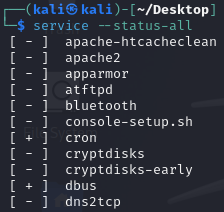 ┌──(kali㉿kali)-[~/Desktop]
└─$ service --status-all
[ - ] apache-htcacheclean
[ - ] apache2
[ - ] apparmor
[ - ] atftpd
[ - ] bluetooth
[ - ] console-setup.sh
[ + ] cron
[ - ] cryptdisks
[ - ] cryptdisks-early
[ + ] dbus
[ - ] dns2tcp